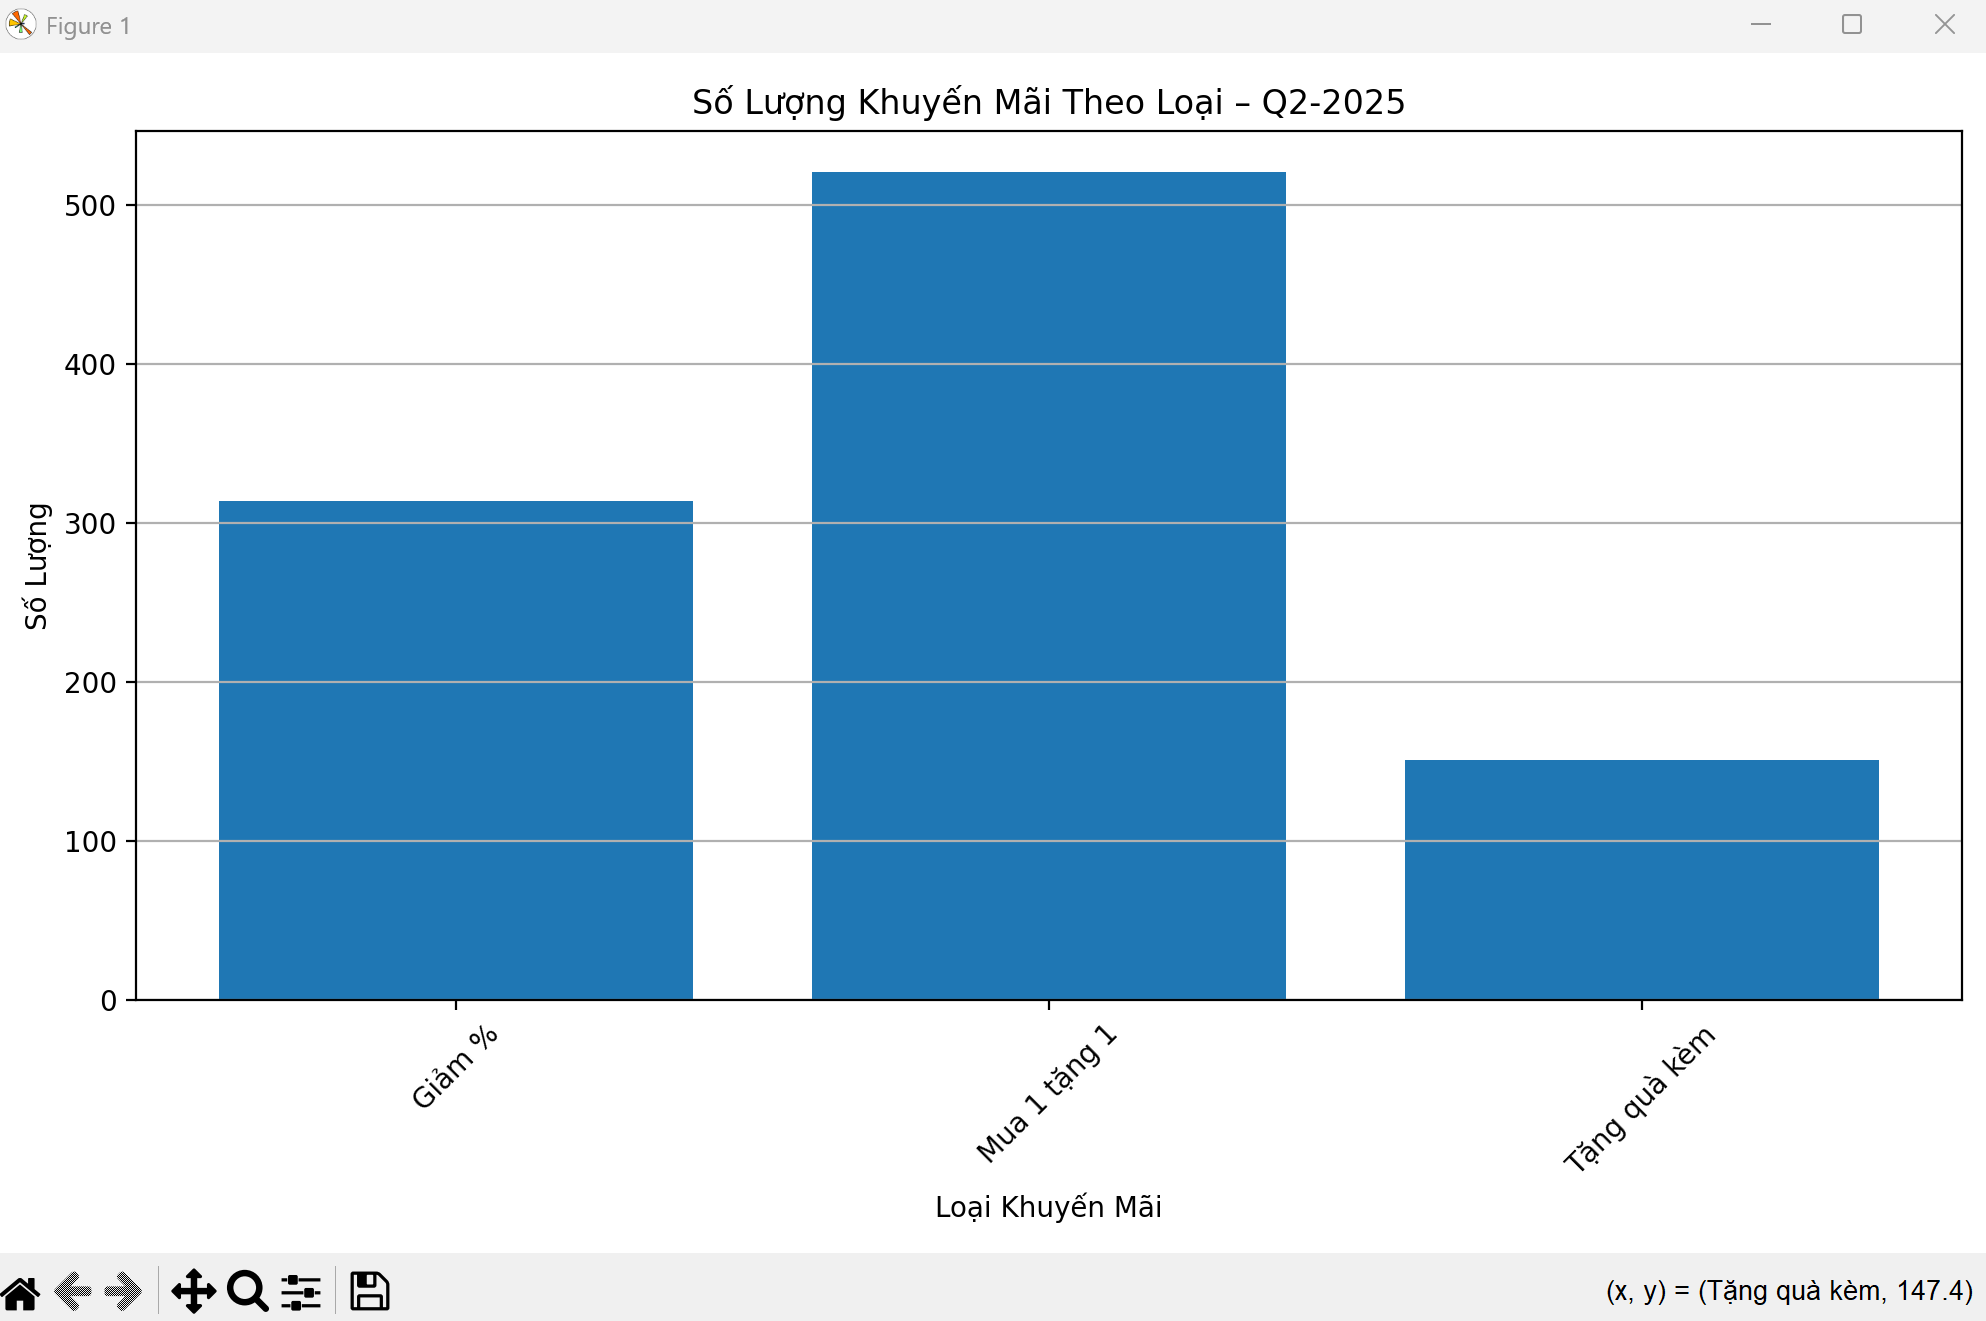 Figure 1
Số Lượng Khuyến Mãi Theo Loại – Q2-2025
500
400
300
200
100
0
Số Lượng
Giảm %
Mua 1 tặng 1
Tặng quà kèm
Loại Khuyến Mãi
(x, y) = (Tặng quà kèm, 147.4)